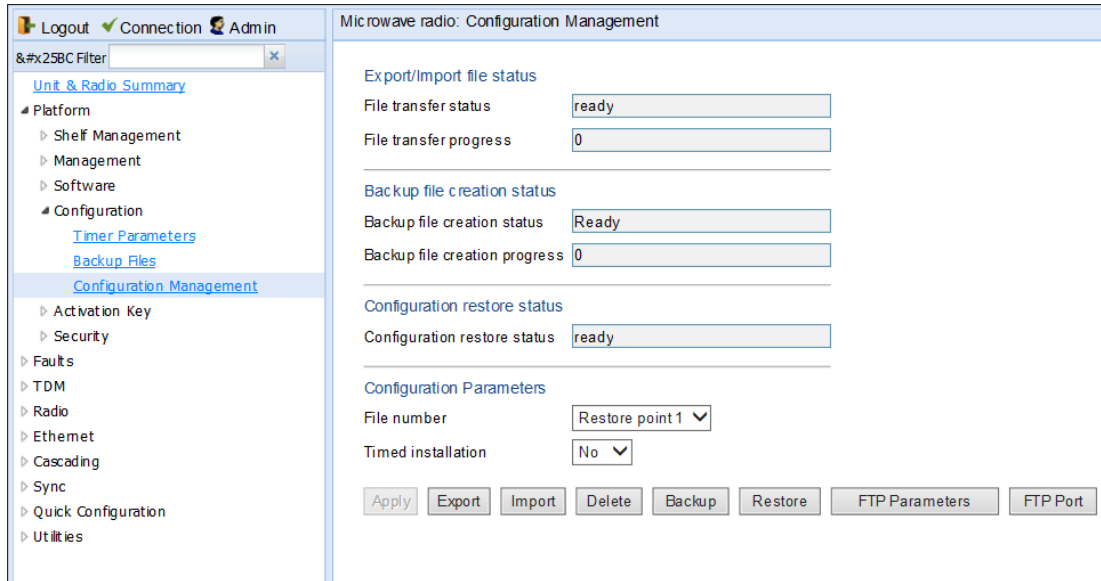 Logout Connection Admin
&#x25BC Filter
Unit & Radio Summary
Platform
Shelf Management
Management
Software
Configuration
Timer Parameters
Backup Files
Configuration Management
Activation Key
Security
Faults
TDM
Radio
Ethernet
Cascading
Sync
Quick Configuration
Utilities
Microwave radio: Configuration Management
Export/Import file status
File transfer status ready
File transfer progress 0
Backup file creation status
Backup file creation status Ready
Backup file creation progress 0
Configuration restore status
Configuration restore status ready
Configuration Parameters
File number Restore point 1
Timed installation No
Apply Export Import Delete Backup Restore FTP Parameters FTP Port